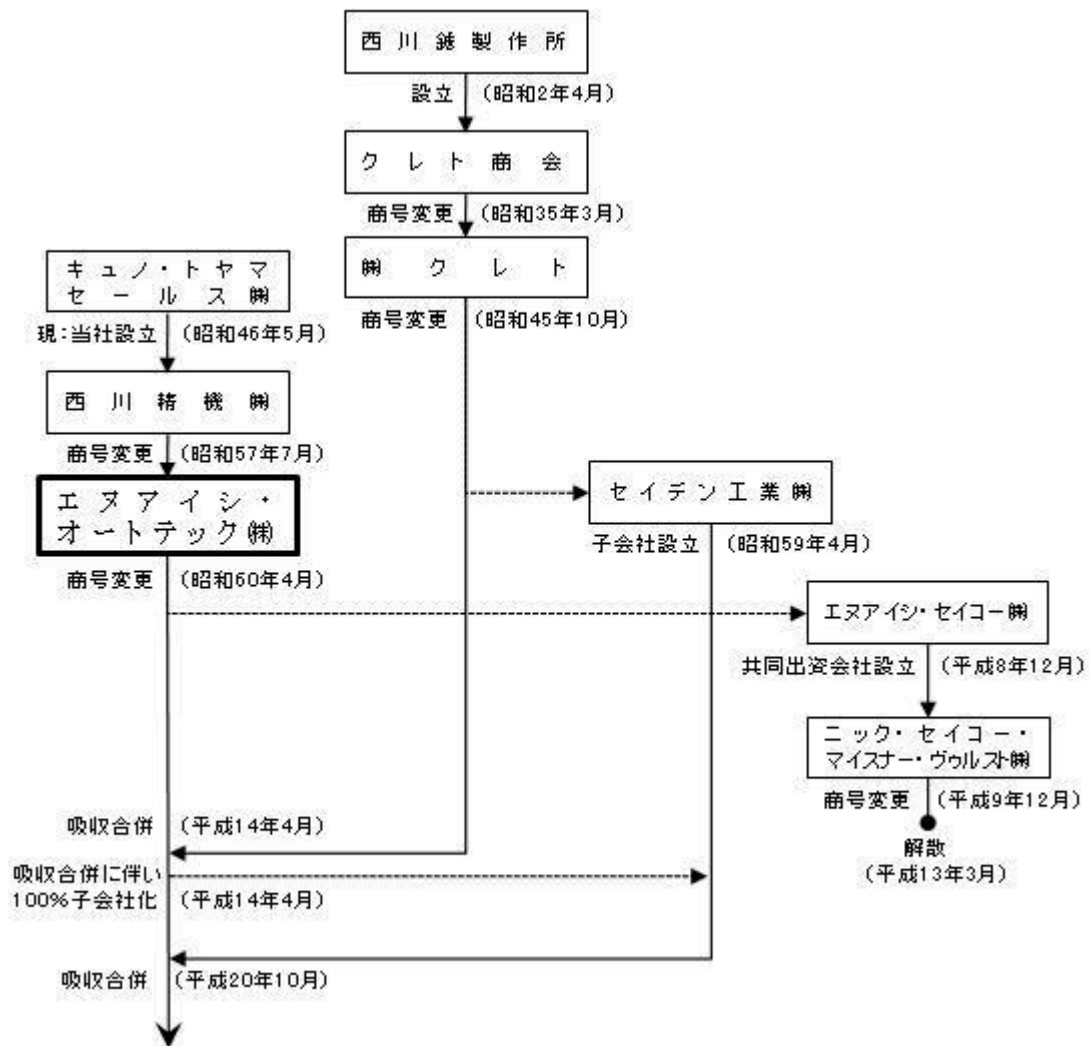 西川鋲製作所
設立 (昭和2年4月)
クレト商会
商号変更 (昭和35年3月)
㈱クレト
商号変更 (昭和45年10月)
キュノ・トヤマ
セールス㈱
現:当社設立 (昭和46年5月)
西川精機㈱
商号変更 (昭和57年7月)
エヌアイシ・
オートテック㈱
商号変更 (昭和60年4月)
セイデン工業㈱
子会社設立 (昭和59年4月)
エヌアイシ・セイコー㈱
共同出資会社設立 (平成8年12月)
ニック・セイコー・
マイスナー・ヴゥルスト㈱
商号変更 (平成9年12月)
解散
(平成13年3月)
吸収合併 (平成14年4月)
吸収合併に伴い
100%子会社化 (平成14年4月)
吸収合併 (平成20年10月)